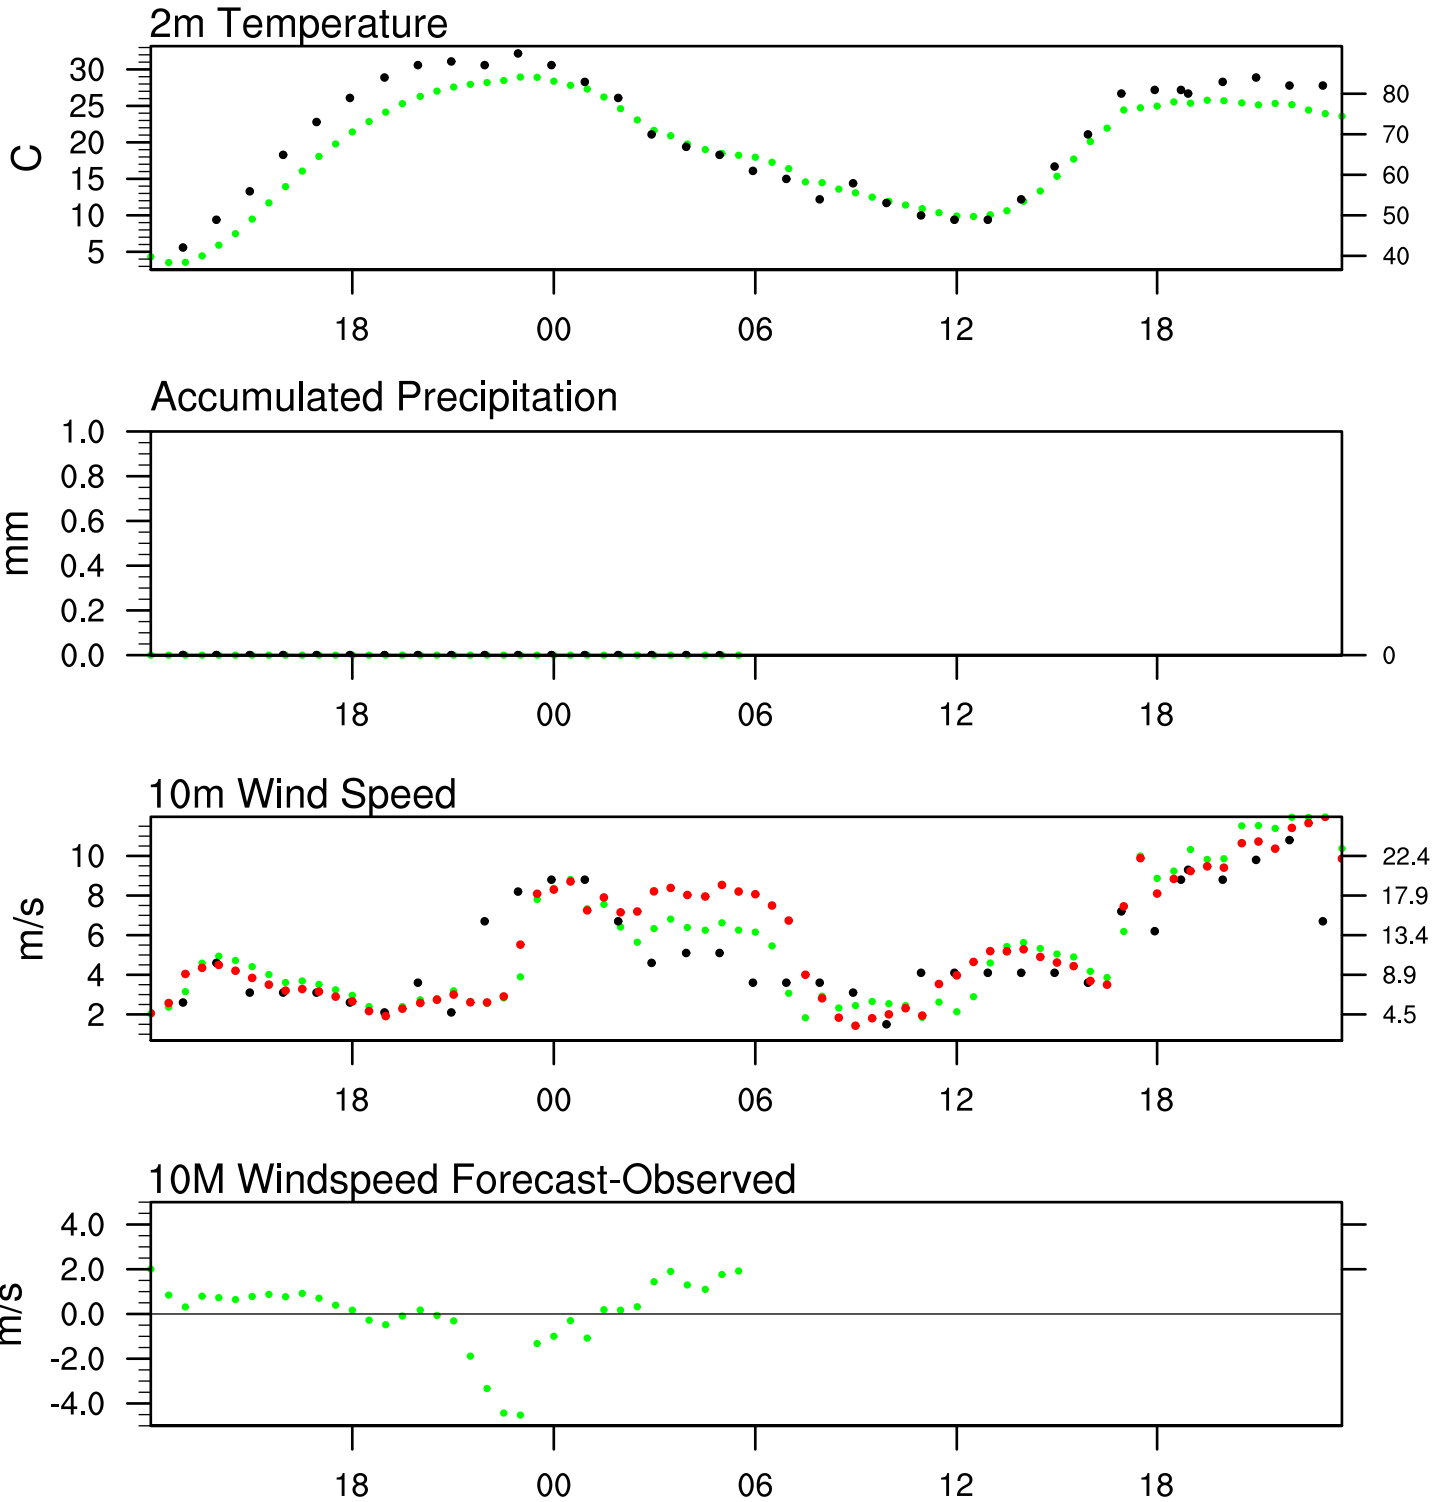 2m Temperature
30
25
20
15
10
5
C
80
70
60
50
40
18 00 06 12 18
Accumulated Precipitation
1.0
0.8
0.6
0.4
0.2
0.0
mm
0
18 00 06 12 18
10m Wind Speed
10
8
6
4
2
m/s
22.4
17.9
13.4
8.9
4.5
18 00 06 12 18
10M Windspeed Forecast-Observed
4.0
2.0
0.0
-2.0
-4.0
m/s
18 00 06 12 18